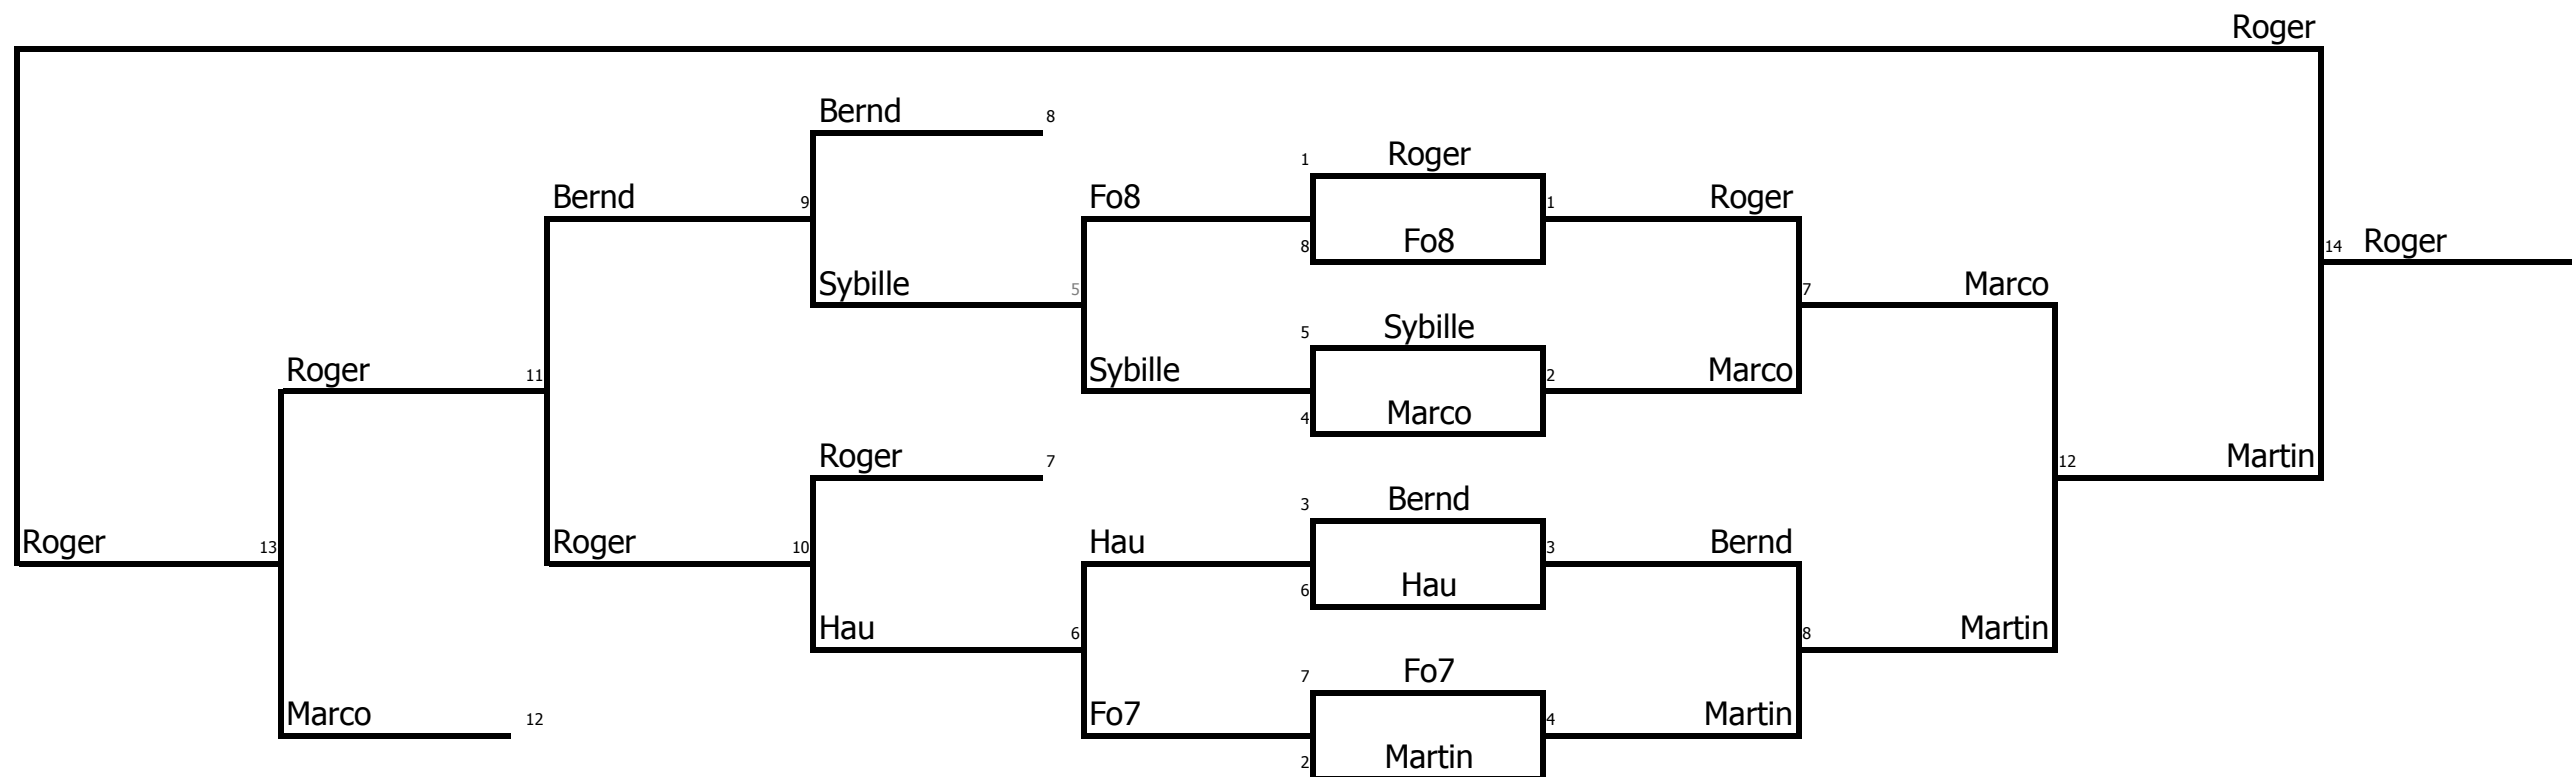 Roger
Bernd 8
1 Roger
Bernd 9 Fo8 1 Roger
8 Fo8 14 Roger
Sybille 5 7 Marco
5 Sybille
Roger 11 Sybille 2 Marco
4 Marco
Roger 7 12 Martin
3 Bernd
Roger 13 Roger 10 Hau 3 Bernd
6 Hau
Hau 6 8 Martin
7 Fo7
Marco 12 Fo7 4 Martin
2 Martin